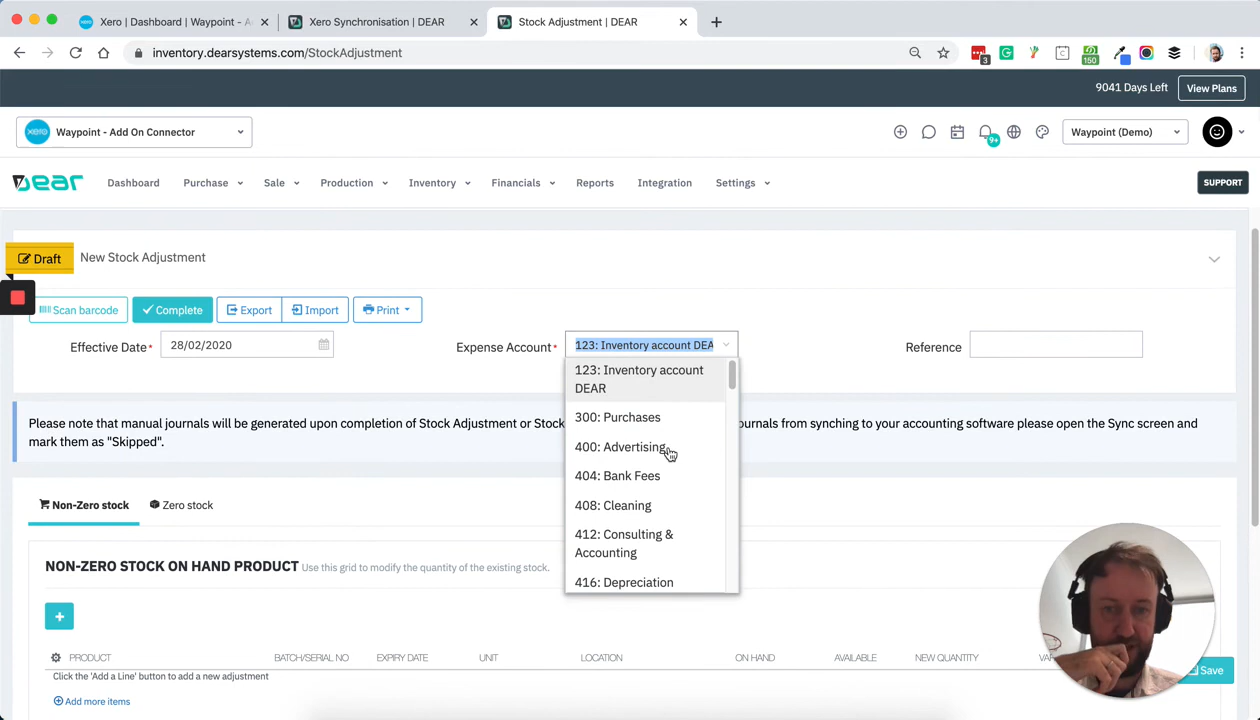 Xero | Dashboard | Waypoint - A
Xero Synchronisation | DEAR
Stock Adjustment | DEAR
inventory.dearsystems.com/StockAdjustment
3
150
9041 Days Left
View Plans
xero
Waypoint - Add On Connector
9+
Waypoint (Demo)
Dear
Dashboard
Purchase
Sale
Production
Inventory
Financials
Reports
Integration
Settings
SUPPORT
Draft
New Stock Adjustment
Scan barcode
Complete
Export
Import
Print
Effective Date*
28/02/2020
Expense Account*
123: Inventory account DEA
Reference
123: Inventory account
DEAR
300: Purchases
400: Advertising
404: Bank Fees
408: Cleaning
412: Consulting &
Accounting
416: Depreciation
Please note that manual journals will be generated upon completion of Stock Adjustment or Stock
ournals from synching to your accounting software please open the Sync screen and
mark them as "Skipped".
Non-Zero stock
Zero stock
NON-ZERO STOCK ON HAND PRODUCT Use this grid to modify the quantity of the existing stock.
PRODUCT
BATCH/SERIAL NO
EXPIRY DATE
UNIT
LOCATION
ON HAND
AVAILABLE
NEW QUANTITY
VAR
Click the 'Add a Line' button to add a new adjustment
Save
Add more items